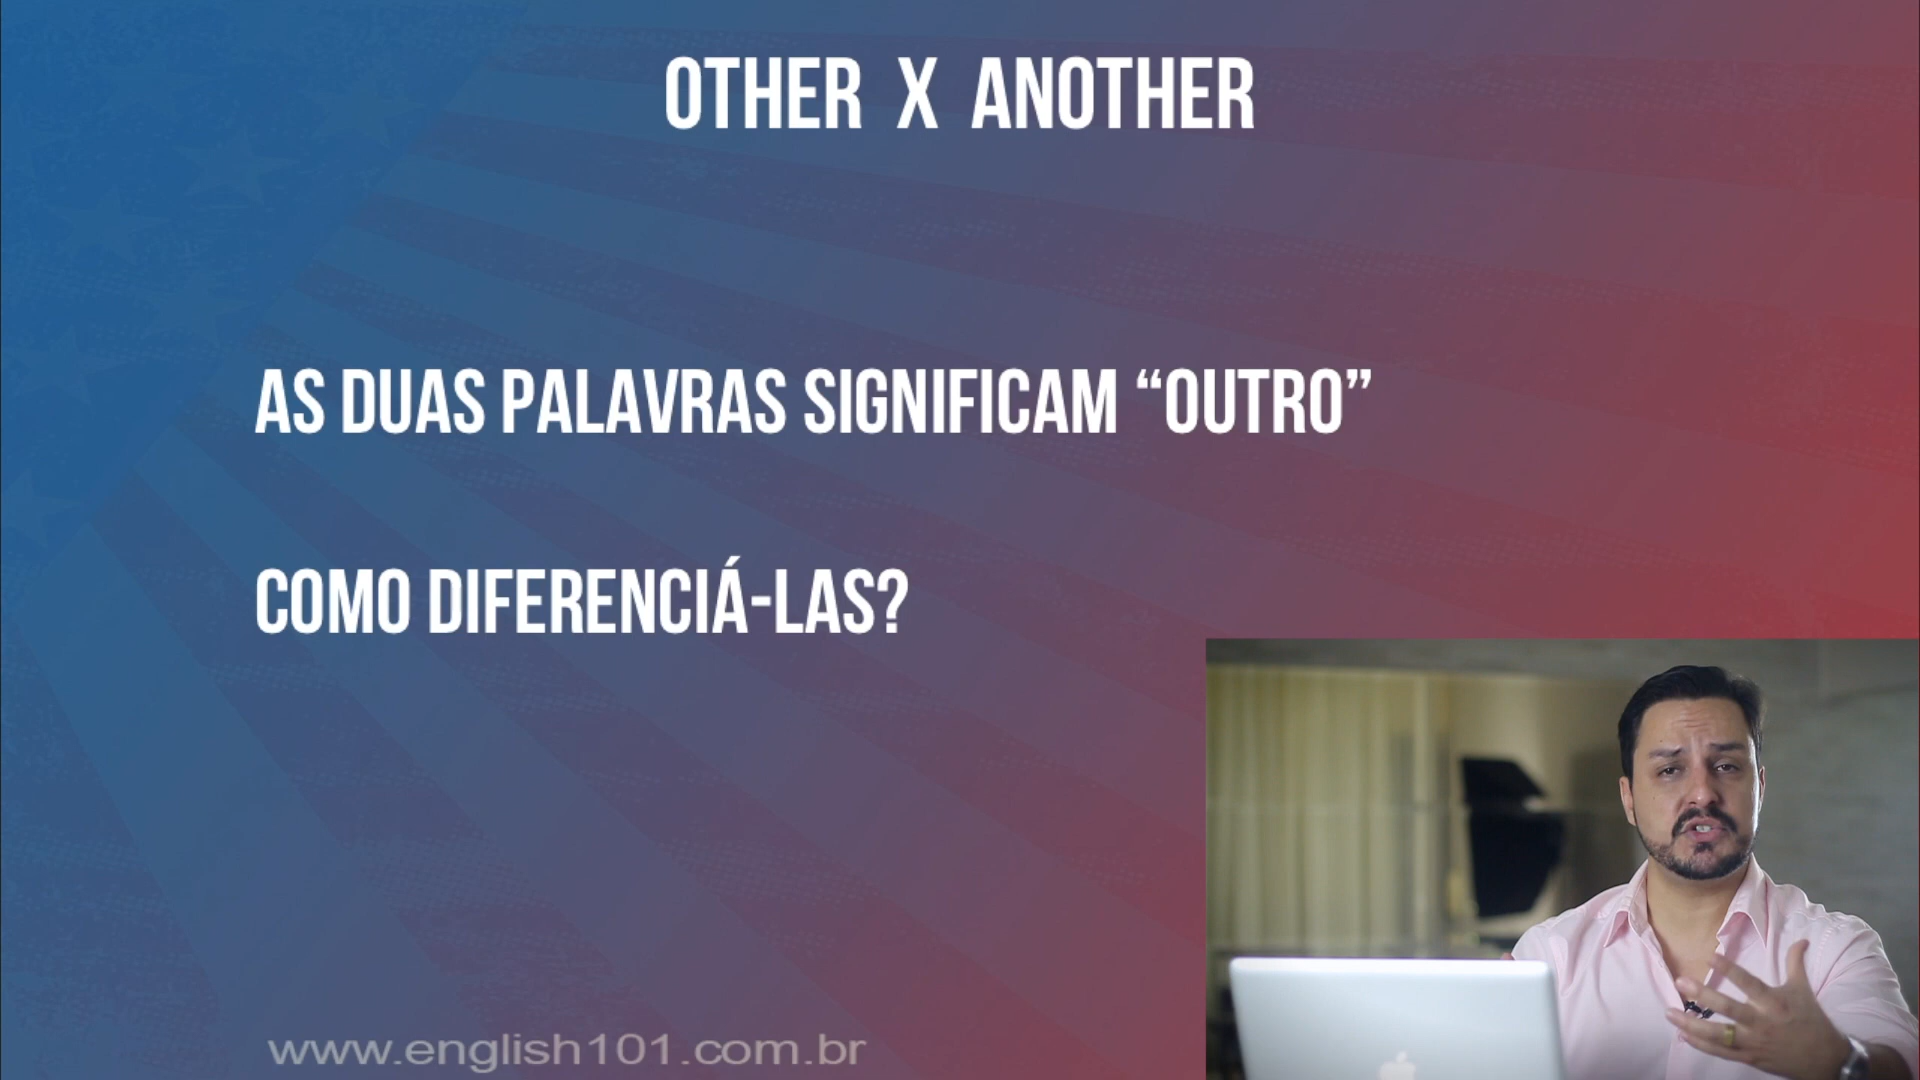 OTHER X ANOTHER
AS DUAS PALAVRAS SIGNIFICAM “OUTRO”
COMO DIFERENCIÁ-LAS?
www.english101.com.br